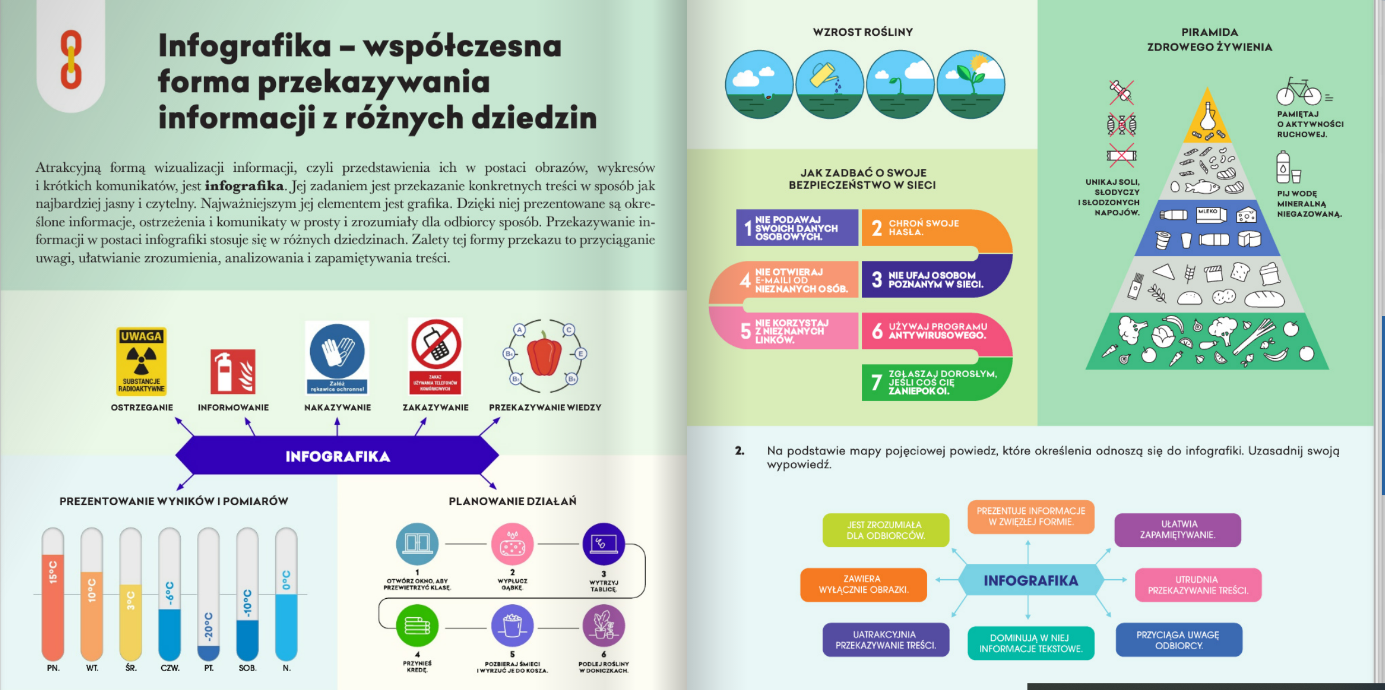 Infografika – współczesna
forma przekazywania
informacji z różnych dziedzin
Atrakcyjną formą wizualizacji informacji, czyli przedstawienia ich w postaci obrazów, wykresów
i krótkich komunikatów, jest infografika. Jej zadaniem jest przekazanie konkretnych treści w sposób jak
najbardziej jasny i czytelny. Najważniejszym jej elementem jest grafika. Dzięki niej prezentowane są okre-
ślone informacje, ostrzeżenia i komunikaty w prosty i zrozumiały dla odbiorcy sposób. Przekazywanie in-
formacji w postaci infografiki stosuje się w różnych dziedzinach. Zalety tej formy przekazu to przyciąganie
uwagi, ułatwianie zrozumienia, analizowania i zapamiętywania treści.
UWAGA
SUBSTANCJE
RADIOAKTYWNE
Załóż
rękawice ochronne!
ZAKAZ
UŻYWANIA TELEFONÓW
KOMÓRKOWYCH
A
C
B₆
E
B₂
B₁
OSTRZEGANIE
INFORMOWANIE
NAKAZYWANIE
ZAKAZYWANIE
PRZEKAZYWANIE WIEDZY
INFOGRAFIKA
PREZENTOWANIE WYNIKÓW I POMIARÓW
15°C
10°C
3°C
-6°C
-20°C
-10°C
0°C
PN.
WT.
ŚR.
CZW.
PT.
SOB.
N.
PLANOWANIE DZIAŁAŃ
1
OTWÓRZ OKNO, ABY
PRZEWIETRZYĆ KLASĘ.
2
WYPŁUCZ
GĄBKĘ.
3
WYTRZYJ
TABLICĘ.
4
PRZYNIEŚ
KREDĘ.
5
POZBIERAJ ŚMIECI
I WYRZUĆ JE DO KOSZA.
6
PODLEJ ROŚLINY
W DONICZKACH.
WZROST ROŚLINY
JAK ZADBAĆ O SWOJE
BEZPIECZEŃSTWO W SIECI
1 NIE PODAWAJ
SWOICH DANYCH
OSOBOWYCH.
2 CHROŃ SWOJE
HASŁA.
3 NIE UFAJ OSOBOM
POZNANYM W SIECI.
4 NIE OTWIERAJ
E-MAILI OD
NIEZNANYCH OSÓB.
5 NIE KORZYSTAJ
Z NIEZNANYCH
LINKÓW.
6 UŻYWAJ PROGRAMU
ANTYWIRUSOWEGO.
7 ZGŁASZAJ DOROSŁYM,
JEŚLI COŚ CIĘ
ZANIEPOKOI.
PIRAMIDA
ZDROWEGO ŻYWIENIA
UNIKAJ SOLI,
SŁODYCZY
I SŁODZONYCH
NAPOJÓW.
PAMIĘTAJ
O AKTYWNOŚCI
RUCHOWEJ.
PIJ WODĘ
MINERALNĄ
NIEGAZOWANĄ.
MLEKO
2. Na podstawie mapy pojęciowej powiedz, które określenia odnoszą się do infografiki. Uzasadnij swoją
wypowiedź.
JEST ZROZUMIAŁA
DLA ODBIORCÓW.
PREZENTUJE INFORMACJE
W ZWIĘZŁEJ FORMIE.
UŁATWIA
ZAPAMIĘTYWANIE.
ZAWIERA
WYŁĄCZNIE OBRAZKI.
INFOGRAFIKA
UTRUDNIA
PRZEKAZYWANIE TREŚCI.
UATRAKCYJNIA
PRZEKAZYWANIE TREŚCI.
DOMINUJĄ W NIEJ
INFORMACJE TEKSTOWE.
PRZYCIĄGA UWAGĘ
ODBIORCY.